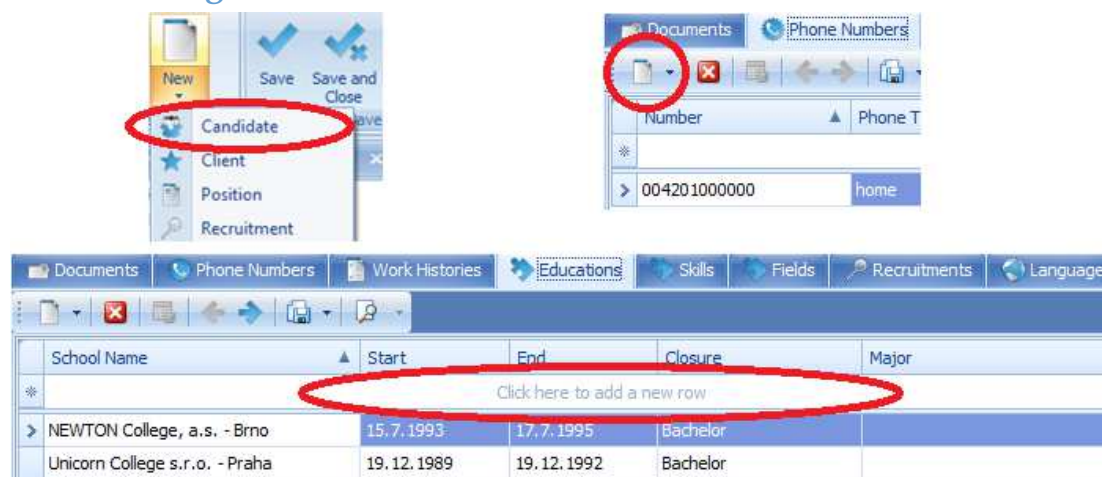 New
Save
Save and
Close
ave
Candidate
Client
Position
Recruitment
Documents
Phone Numbers
Number
Phone T
004201000000
home
Documents
Phone Numbers
Work Histories
Educations
Skills
Fields
Recruitments
Language
School Name
Start
End
Closure
Major
Click here to add a new row
NEWTON College, a.s. - Brno
15.7.1993
17.7.1995
Bachelor
Unicorn College s.r.o. - Praha
19.12.1989
19.12.1992
Bachelor